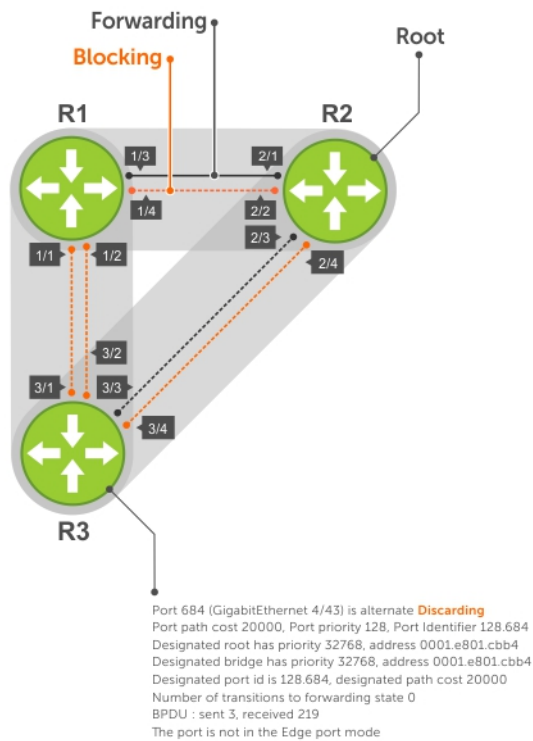 Forwarding
Blocking
Root
R1
R2
1/3
2/1
1/4
2/2
2/3
1/1
1/2
2/4
3/2
3/1
3/3
3/4
R3
Port 684 (GigabitEthernet 4/43) is alternate Discarding
Port path cost 20000, Port priority 128, Port Identifier 128.684
Designated root has priority 32768, address 0001.e801.cbb4
Designated bridge has priority 32768, address 0001.e801.cbb4
Designated port id is 128.684, designated path cost 20000
Number of transitions to forwarding state 0
BPDU : sent 3, received 219
The port is not in the Edge port mode